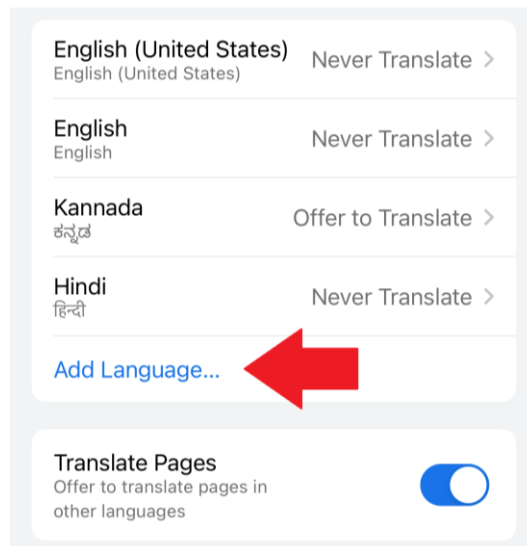 English (United States)
English (United States)
Never Translate
English
English
Never Translate
Kannada
ಕನ್ನಡ
Offer to Translate
Hindi
हिन्दी
Never Translate
Add Language...
Translate Pages
Offer to translate pages in
other languages